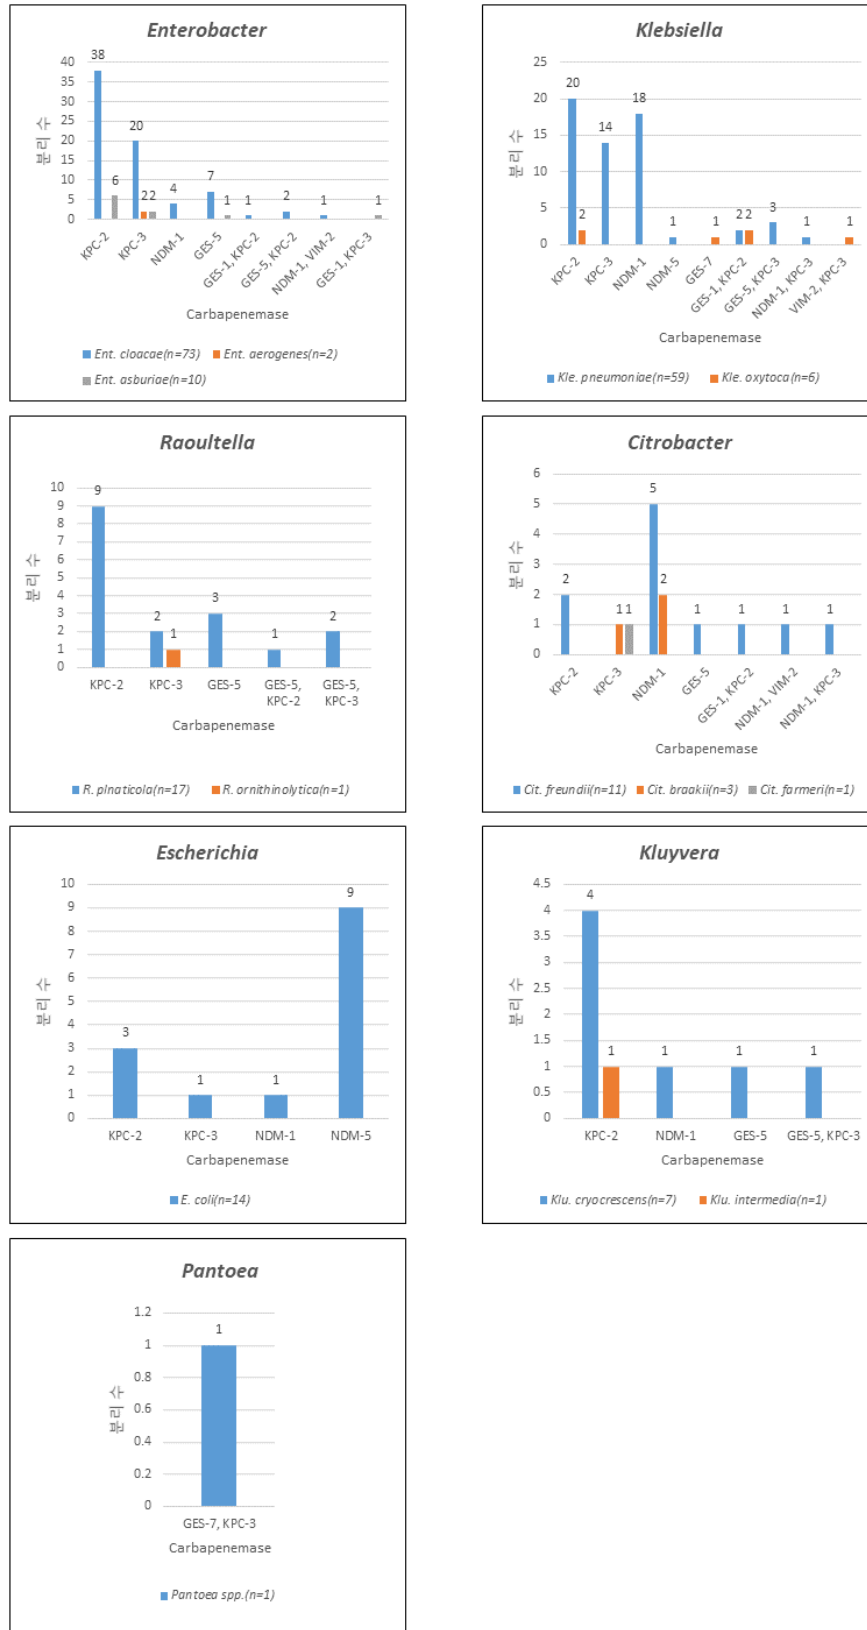 Enterobacter
38
40
35
30
25
20
15
10
5
0
분리 수
6
20
2
2
4
7
1
1
2
1
1
KPC-2
KPC-3
NDM-1
GES-5
GES-1, KPC-2
GES-5, KPC-2
NDM-1, VIM-2
GES-1, KPC-3
Carbapenemase
Ent. cloacae(n=73)
Ent. aerogenes(n=2)
Ent. asburiae(n=10)
Klebsiella
25
20
15
10
5
0
분리 수
20
2
14
18
1
1
2
2
3
1
1
KPC-2
KPC-3
NDM-1
NDM-5
GES-7
GES-1, KPC-2
GES-5, KPC-3
NDM-1, KPC-3
VIM-2, KPC-3
Carbapenemase
Kle. pneumoniae(n=59)
Kle. oxytoca(n=6)
Raoultella
10
9
8
7
6
5
4
3
2
1
0
분리 수
9
2
1
3
1
2
KPC-2
KPC-3
GES-5
GES-5, KPC-2
GES-5, KPC-3
Carbapenemase
R. plnaticola(n=17)
R. ornithinolytica(n=1)
Citrobacter
6
5
4
3
2
1
0
분리 수
2
1
1
5
2
1
1
1
1
KPC-2
KPC-3
NDM-1
GES-5
GES-1, KPC-2
NDM-1, VIM-2
NDM-1, KPC-3
Carbapenemase
Cit. freundii(n=11)
Cit. braakii(n=3)
Cit. farmeri(n=1)
Escherichia
10
9
8
7
6
5
4
3
2
1
0
분리 수
3
1
1
9
KPC-2
KPC-3
NDM-1
NDM-5
Carbapenemase
E. coli(n=14)
Kluyvera
4.5
4
3.5
3
2.5
2
1.5
1
0.5
0
분리 수
4
1
1
1
1
KPC-2
NDM-1
GES-5
GES-5, KPC-3
Carbapenemase
Klu. cryocrescens(n=7)
Klu. intermedia(n=1)
Pantoea
1.2
1
0.8
0.6
0.4
0.2
0
분리 수
1
GES-7, KPC-3
Carbapenemase
Pantoea spp.(n=1)